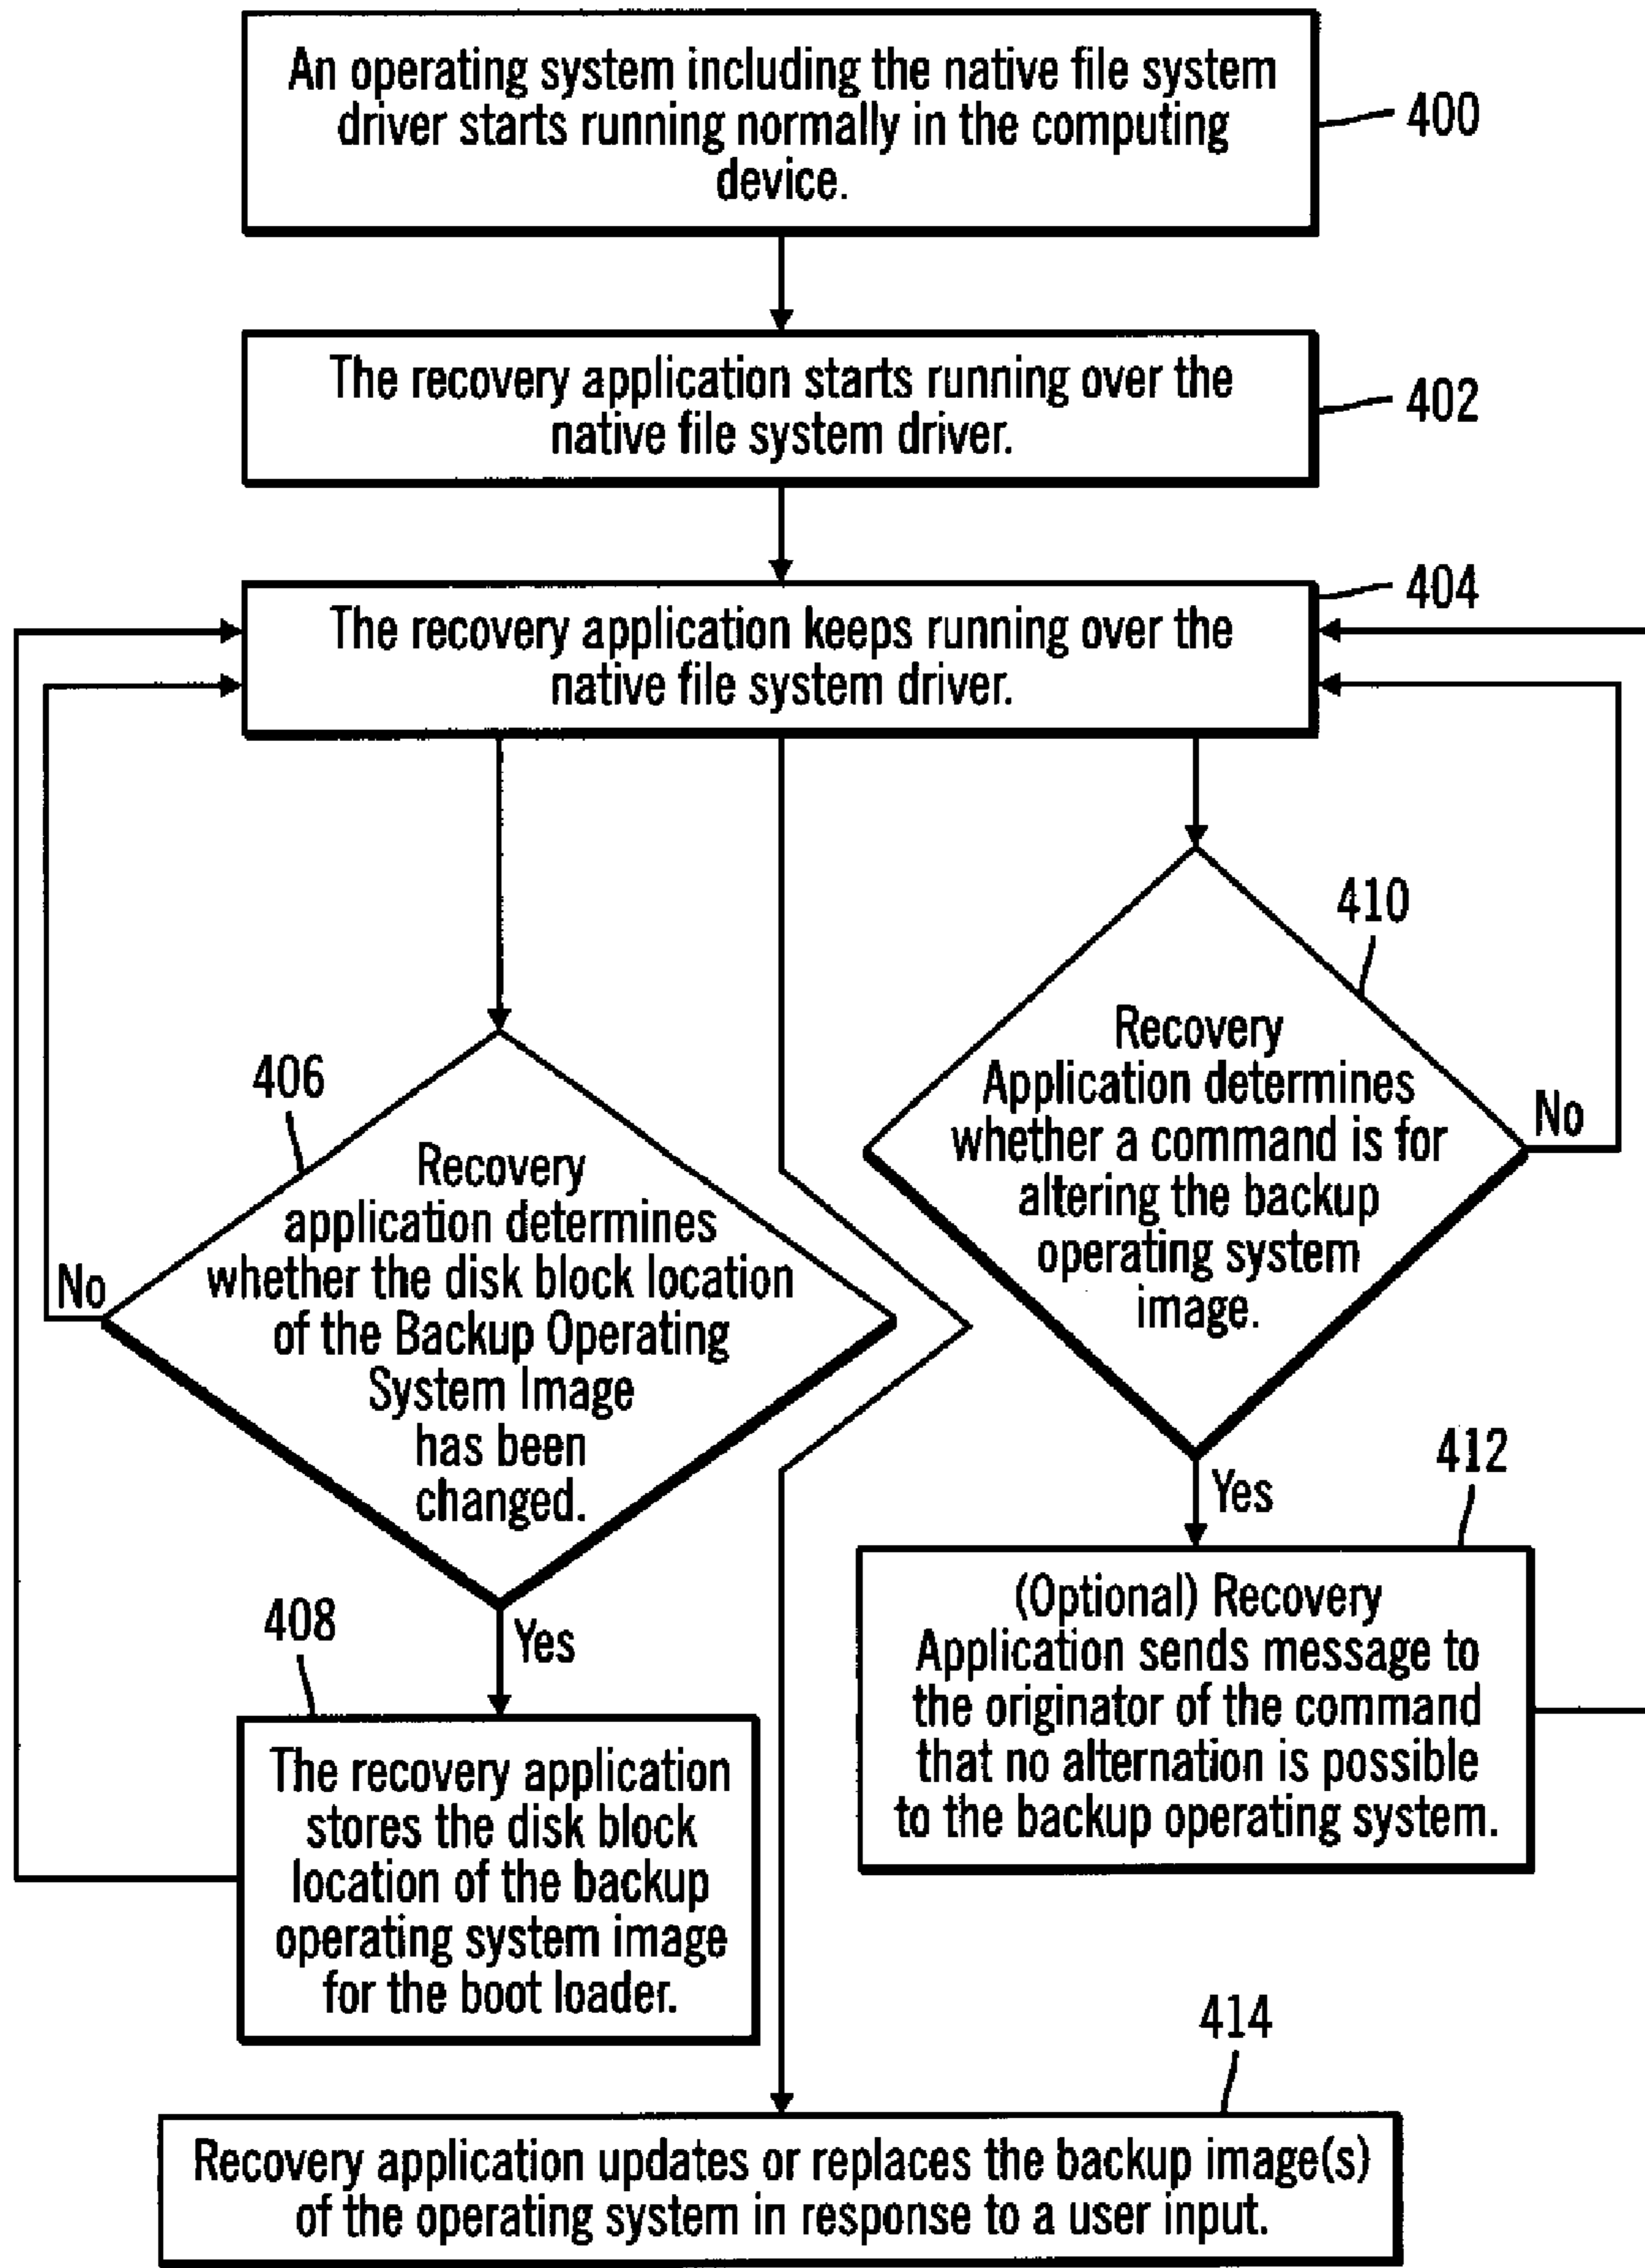 An operating system including the native file system
driver starts running normally in the computing
device.
400
The recovery application starts running over the
native file system driver.
402
404
The recovery application keeps running over the
native file system driver.
406
Recovery
application determines
whether the disk block location
of the Backup Operating
System Image
has been
changed.
No
Yes
408
The recovery application
stores the disk block
location of the backup
operating system image
for the boot loader.
410
Recovery
Application determines
whether a command is for
altering the backup
operating system
image.
No
Yes
412
(Optional) Recovery
Application sends message to
the originator of the command
that no alternation is possible
to the backup operating system.
414
Recovery application updates or replaces the backup image(s)
of the operating system in response to a user input.